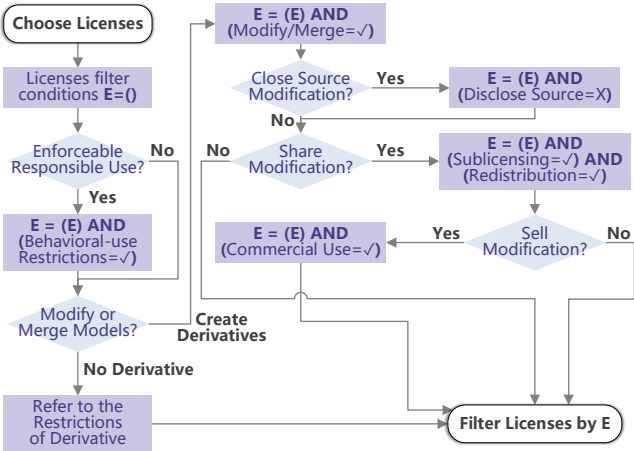 Choose Licenses
Licenses filter
conditions E=()
Enforceable
Responsible Use?
No
Yes
E = (E) AND
(Behavioral-use
Restrictions=✓)
Modify or
Merge Models?
Create
Derivatives
No Derivative
Refer to the
Restrictions
of Derivative
E = (E) AND
(Modify/Merge=✓)
Close Source
Modification?
Yes
E = (E) AND
(Disclose Source=X)
No
No
Share
Modification?
Yes
E = (E) AND
(Sublicensing=✓) AND
(Redistribution=✓)
Sell
Modification?
Yes
No
E = (E) AND
(Commercial Use=✓)
Filter Licenses by E